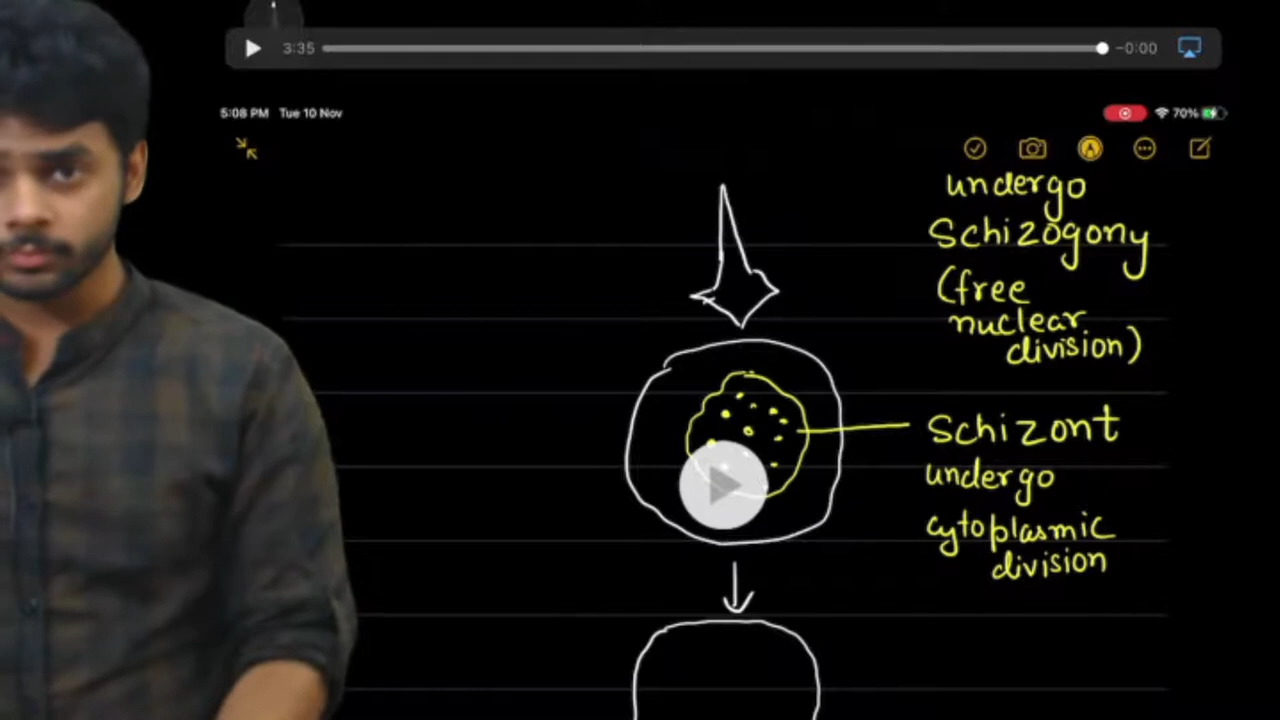 3:35 -0:00
5:08 PM Tue 10 Nov 70%
undergo
Schizogony
(free
nuclear
division)
Schizont
undergo
cytoplasmic
division